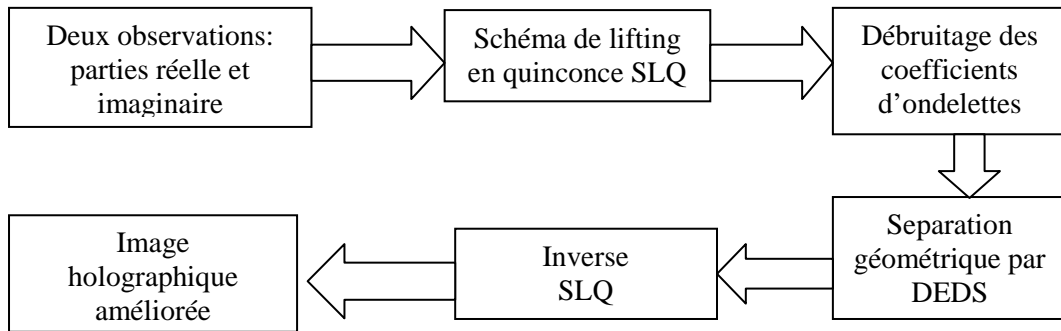 Deux observations:
parties réelle et
imaginaire
Schéma de lifting
en quinconce SLQ
Débruitage des
coefficients
d’ondelettes
Separation
géométrique par
DEDS
Inverse
SLQ
Image
holographique
améliorée